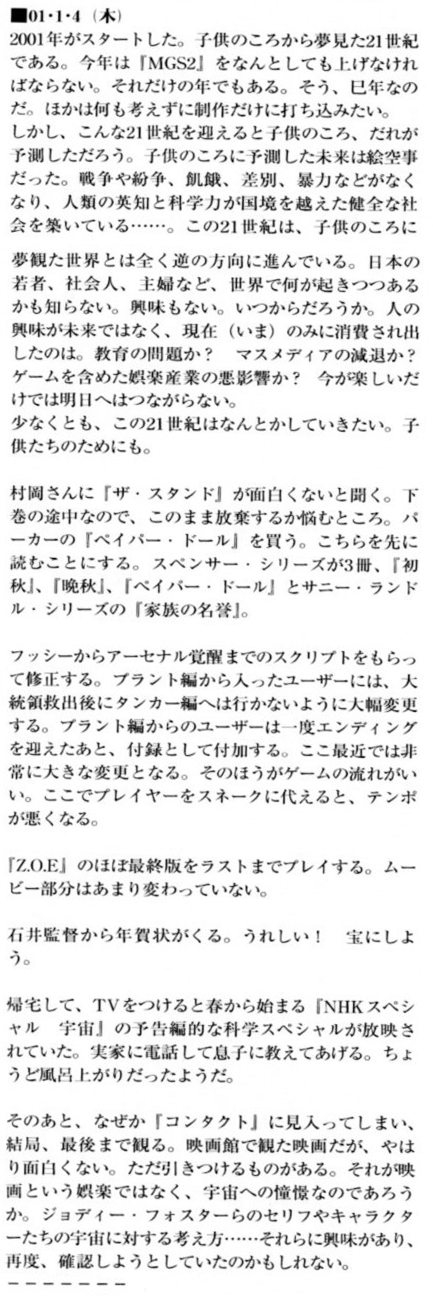 ■01・1・4（木）
2001年がスタートした。子供のころから夢見た21世紀
である。今年は『MGS2』をなんとしても上げなけれ
ばならない。それだけの年でもある。そう、巳年なの
だ。ほかは何も考えずに制作だけに打ち込みたい。
しかし、こんな21世紀を迎えると子供のころ、だれが
予測しただろう。子供のころに予測した未来は絵空事
だった。戦争や紛争、飢餓、差別、暴力などがなく
なり、人類の英知と科学力が国境を越えた健全な社
会を築いている……。この21世紀は、子供のころに
夢観た世界とは全く逆の方向に進んでいる。日本の
若者、社会人、主婦など、世界で何が起きつつある
かも知らない。興味もない。いつからだろうか。人の
興味が未来ではなく、現在（いま）のみに消費され出
したのは。教育の問題か？　マスメディアの減退か？
ゲームを含めた娯楽産業の悪影響か？　今が楽しいだ
けでは明日へはつながらない。
少なくとも、この21世紀はなんとかしていきたい。子
供たちのためにも。
村岡さんに『ザ・スタンド』が面白くないと聞く。下
巻の途中なので、このまま放棄するか悩むところ。パ
ーカーの『ペイパー・ドール』を買う。こちらを先に
読むことにする。スペンサー・シリーズが3冊、『初
秋』、『晩秋』、『ペイパー・ドール』とサニー・ランド
ル・シリーズの『家族の名誉』。
フッシーからアーセナル覚醒までのスクリプトをもらっ
て修正する。プラント編から入ったユーザーには、大
統領救出後にタンカー編へは行かないように大幅変更
する。プラント編からのユーザーは一度エンディング
を迎えたあと、付録として付加する。ここ最近では非
常に大きな変更となる。そのほうがゲームの流れがい
い。ここでプレイヤーをスネークに代えると、テンポ
が悪くなる。
『Z.O.E』のほぼ最終版をラストまでプレイする。ムー
ビー部分はあまり変わっていない。
石井監督から年賀状がくる。うれしい！　宝にしよ
う。
帰宅して、TVをつけると春から始まる『NHKスペシ
ャル　宇宙』の予告編的な科学スペシャルが放映さ
れていた。実家に電話して息子に教えてあげる。ちょ
うど風呂上がりだったようだ。
そのあと、なぜか『コンタクト』に見入ってしまい、
結局、最後まで観る。映画館で観た映画だが、やは
り面白くない。ただ引きつけるものがある。それが映
画という娯楽ではなく、宇宙への憧憬なのであろう
か。ジョディー・フォスターらのセリフやキャラクタ
ーたちの宇宙に対する考え方……それらに興味があり、
再度、確認しようとしていたのかもしれない。
－－－－－－－